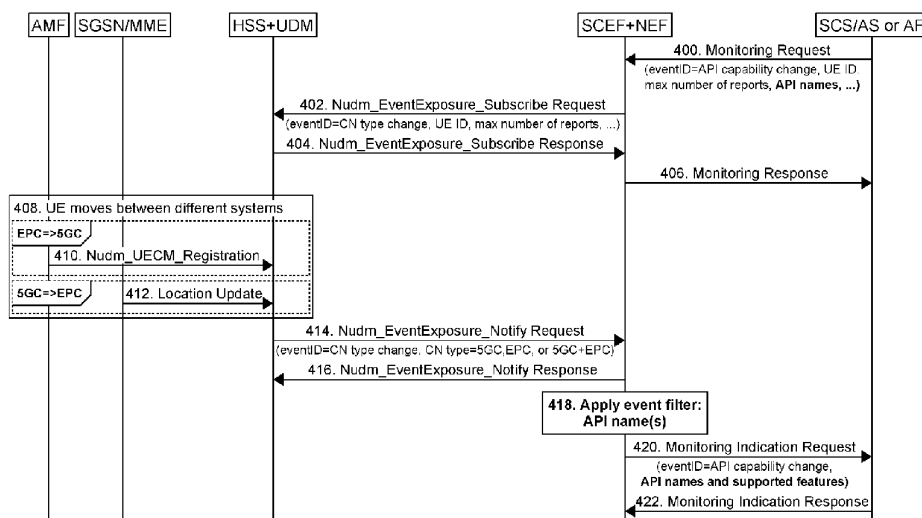 AMF SGSN/MME HSS+UDM SCEF+NEF SCS/AS or AF
400. Monitoring Request
(eventID=API capability change, UE ID,
max number of reports, API names, ...)
402. Nudm_EventExposure_Subscribe Request
(eventID=CN type change, UE ID, max number of reports, ...)
404. Nudm_EventExposure_Subscribe Response
406. Monitoring Response
408. UE moves between different systems
EPC=>5GC
410. Nudm_UECM_Registration
5GC=>EPC
412. Location Update
414. Nudm_EventExposure_Notify Request
(eventID=CN type change, CN type=5GC,EPC, or 5GC+EPC)
416. Nudm_EventExposure_Notify Response
418. Apply event filter:
API name(s)
420. Monitoring Indication Request
(eventID=API capability change,
API names and supported features)
422. Monitoring Indication Response